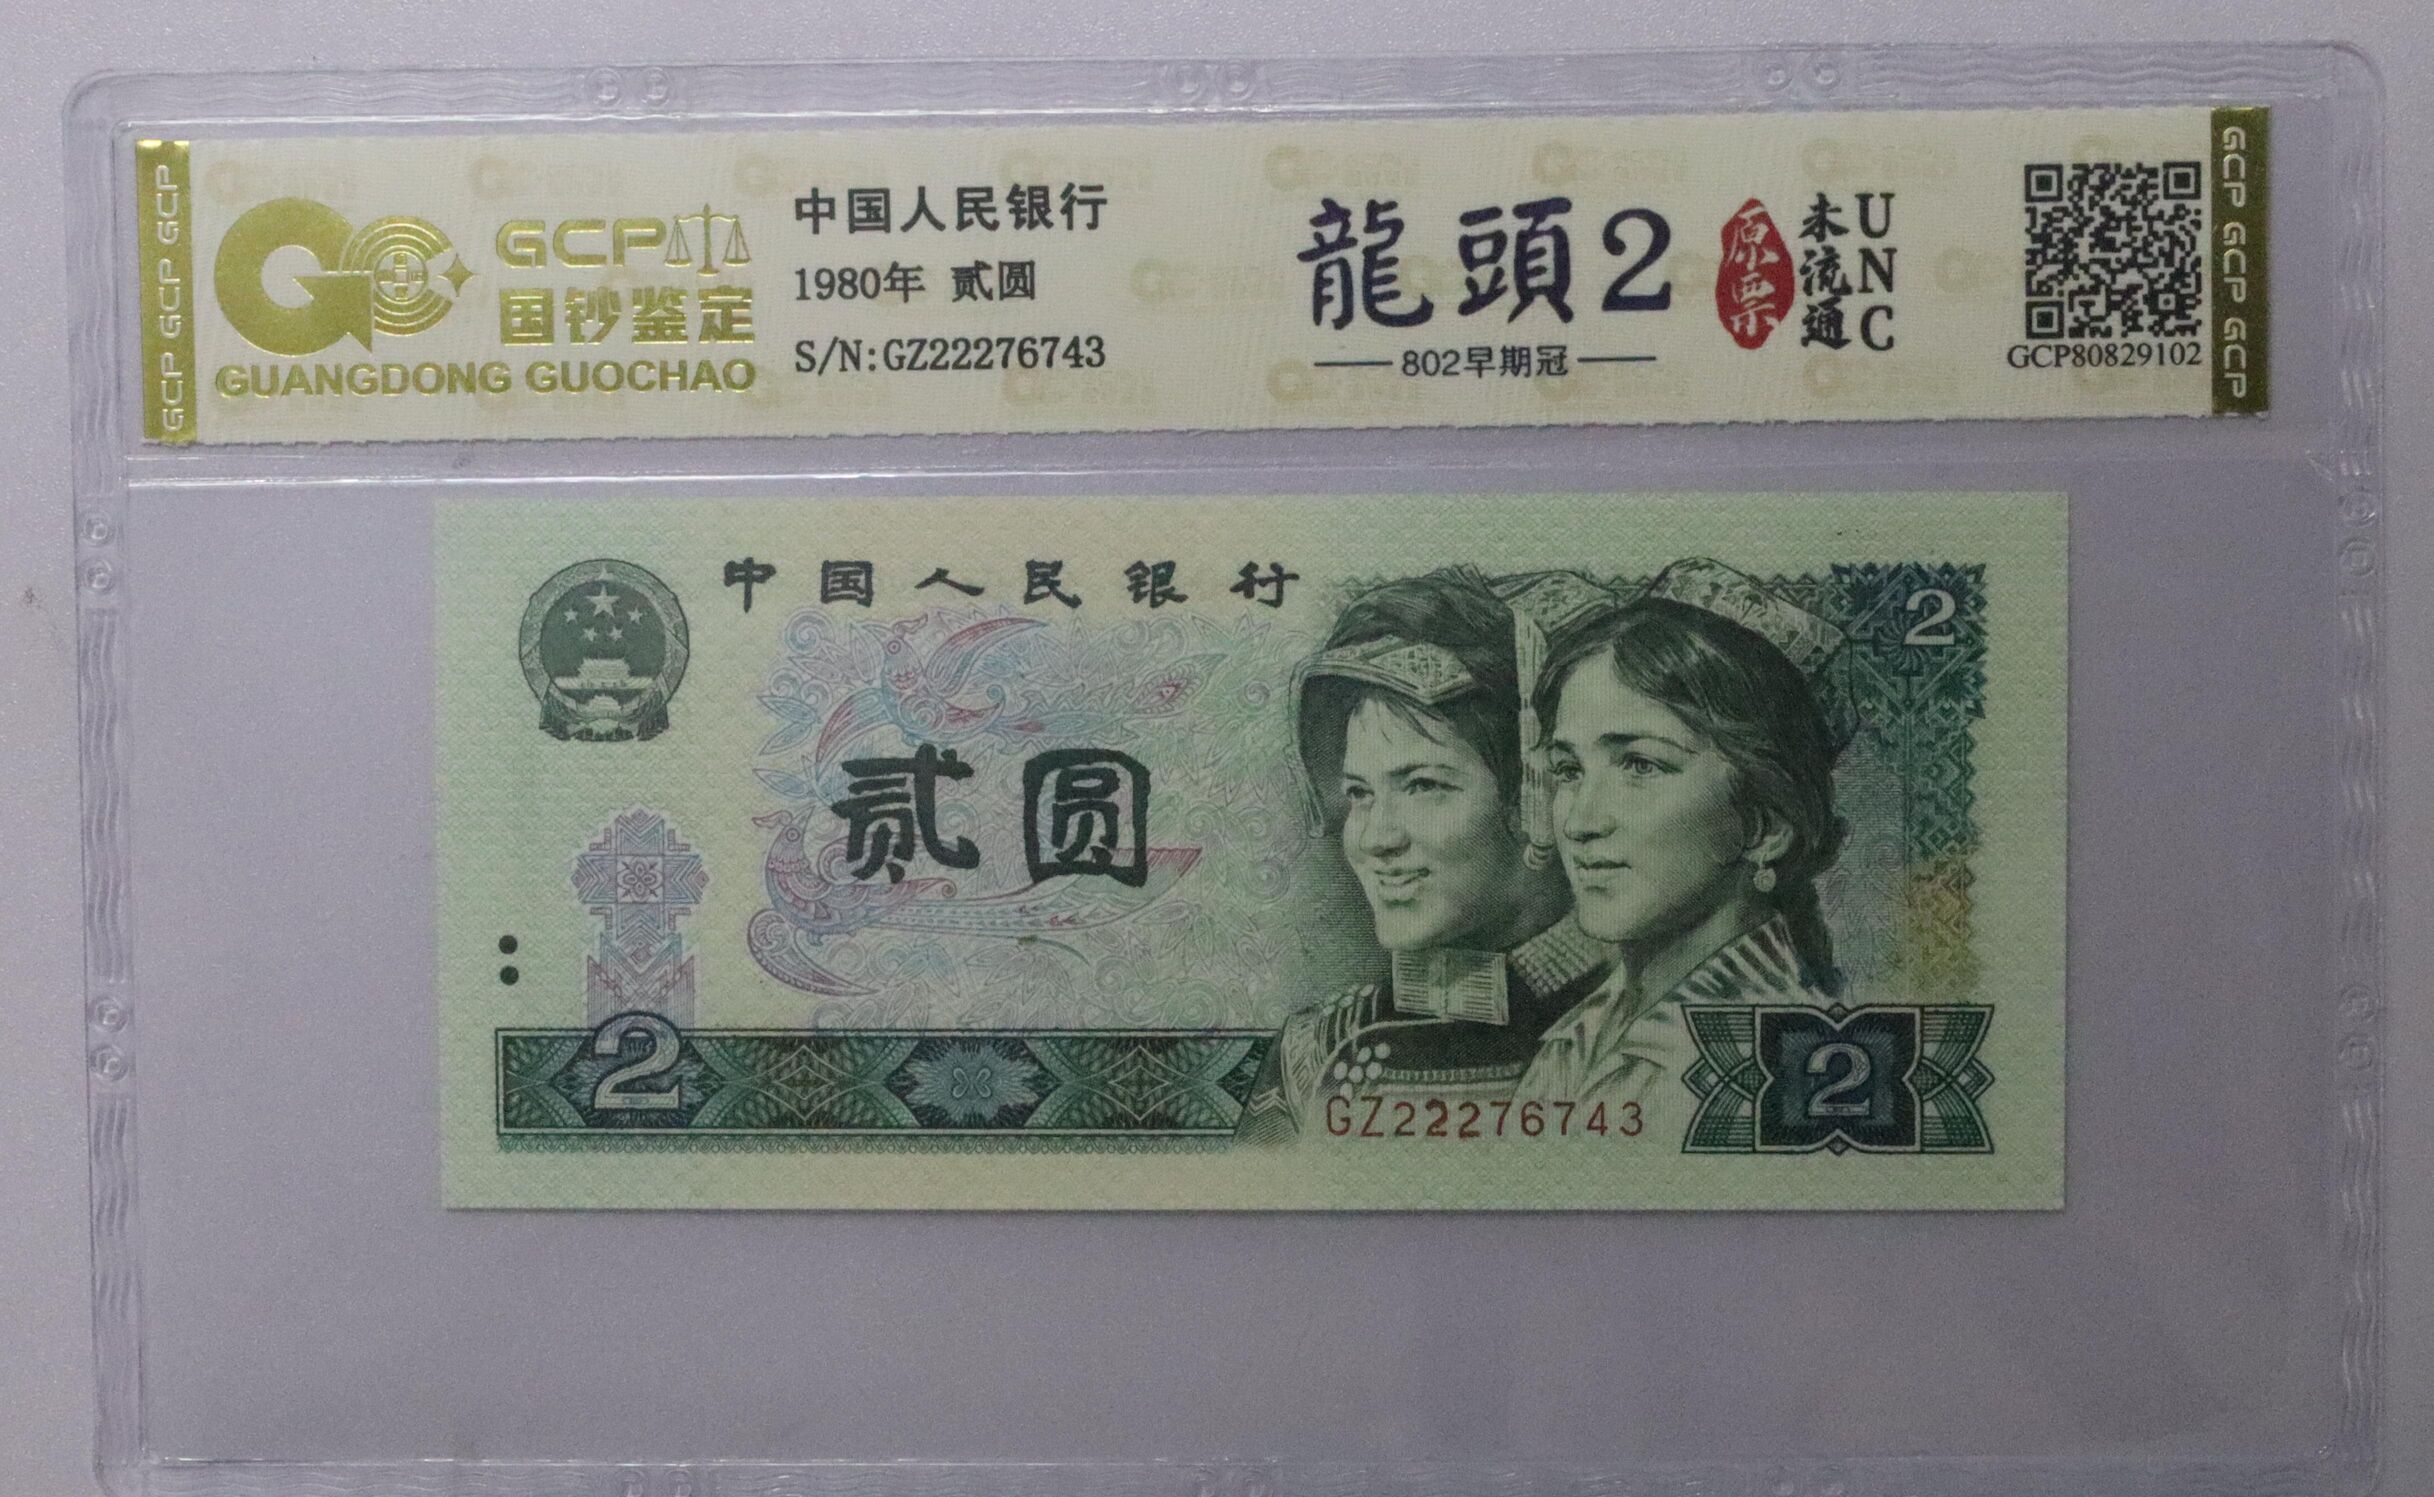 GCP GCP GCP
GCP
国钞鉴定
GUANGDONG GUOCHAO
中国人民银行
1980年 贰圆
S/N:GZ22276743
龍頭2
802早期冠
原票
未流通
UNC
GCP80829102
GCP GCP GCP
中国人民银行
2
贰圆
2
GZ22276743
2